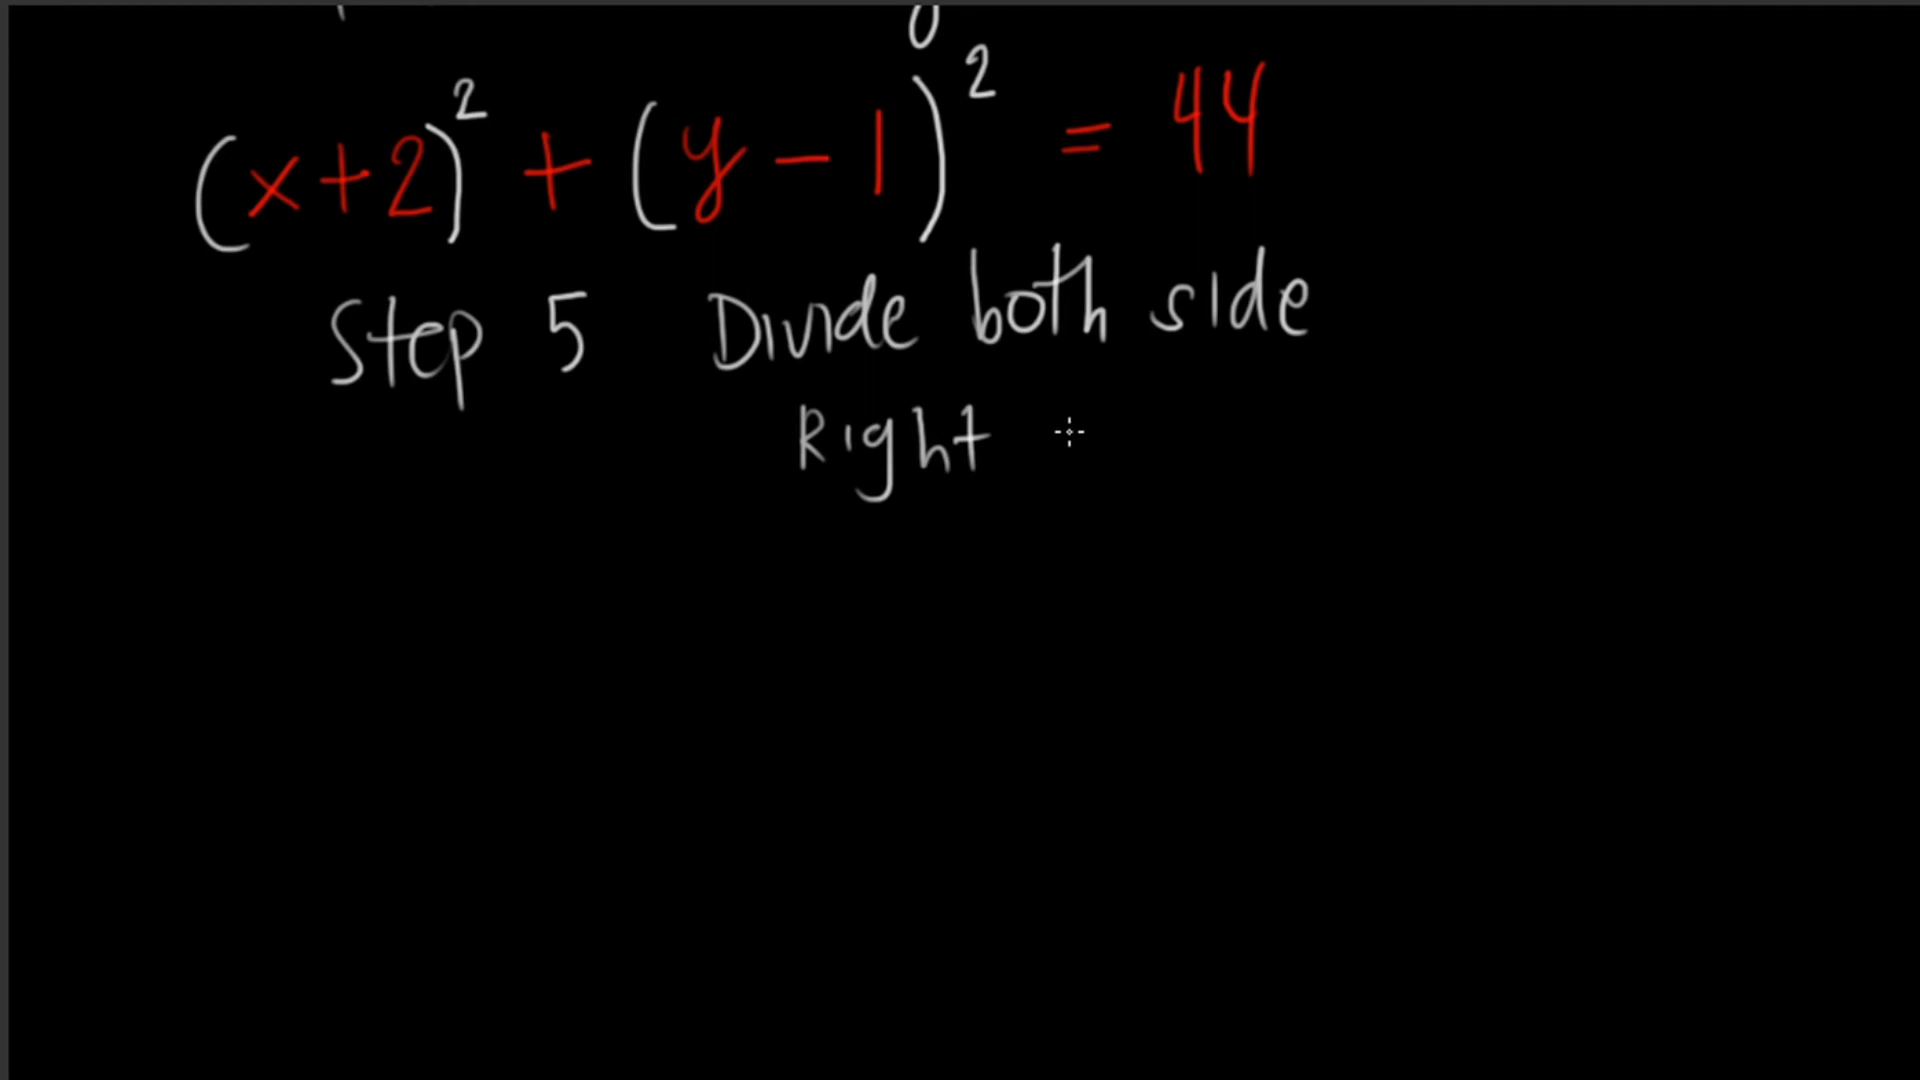 (x+2)² + (y-1)² = 44
Step 5 Divide both side
Right